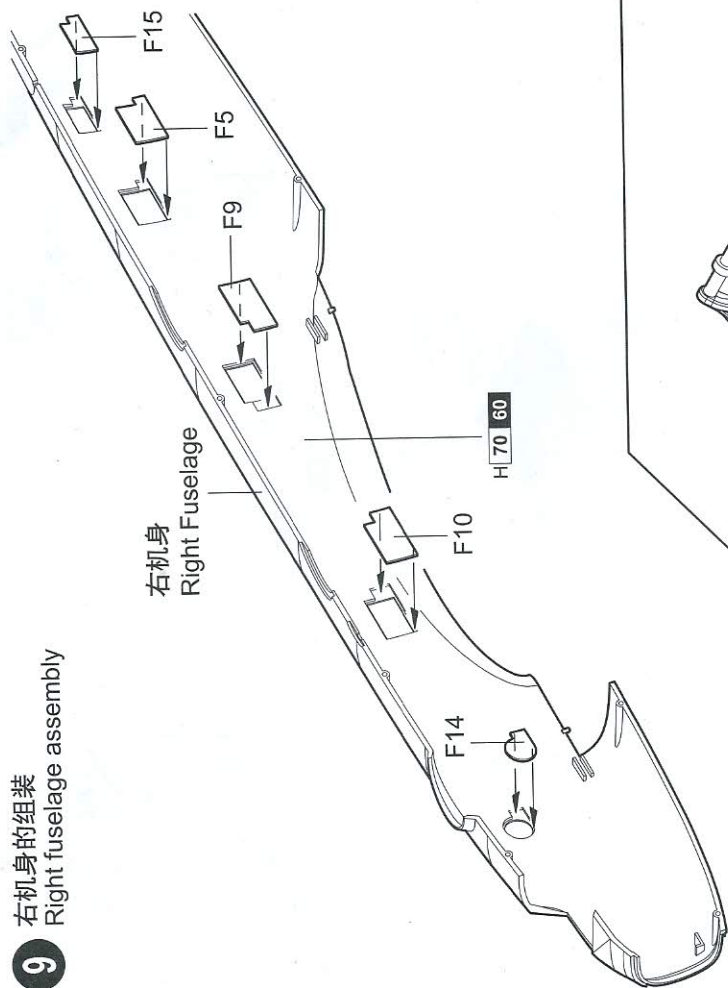 9
右机身的组装
Right fuselage assembly
右机身
Right Fuselage
F15
F5
F9
F10
F14
H 70 60